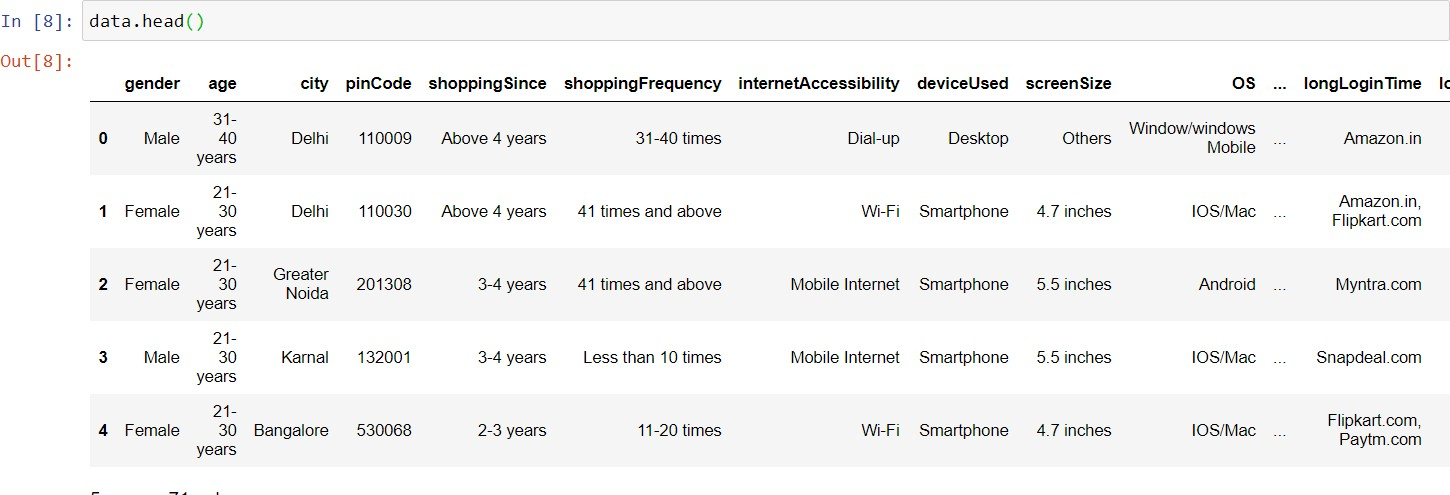 In [8]: data.head()
Out[8]:
gender age city pinCode shoppingSince shoppingFrequency internetAccessibility deviceUsed screenSize OS ... longLoginTime
0 Male 31-40 years Delhi 110009 Above 4 years 31-40 times Dial-up Desktop Others Window/windows Mobile ... Amazon.in
1 Female 21-30 years Delhi 110030 Above 4 years 41 times and above Wi-Fi Smartphone 4.7 inches IOS/Mac ... Amazon.in, Flipkart.com
2 Female 21-30 years Greater Noida 201308 3-4 years 41 times and above Mobile Internet Smartphone 5.5 inches Android ... Myntra.com
3 Male 21-30 years Karnal 132001 3-4 years Less than 10 times Mobile Internet Smartphone 5.5 inches IOS/Mac ... Snapdeal.com
4 Female 21-30 years Bangalore 530068 2-3 years 11-20 times Wi-Fi Smartphone 4.7 inches IOS/Mac ... Flipkart.com, Paytm.com